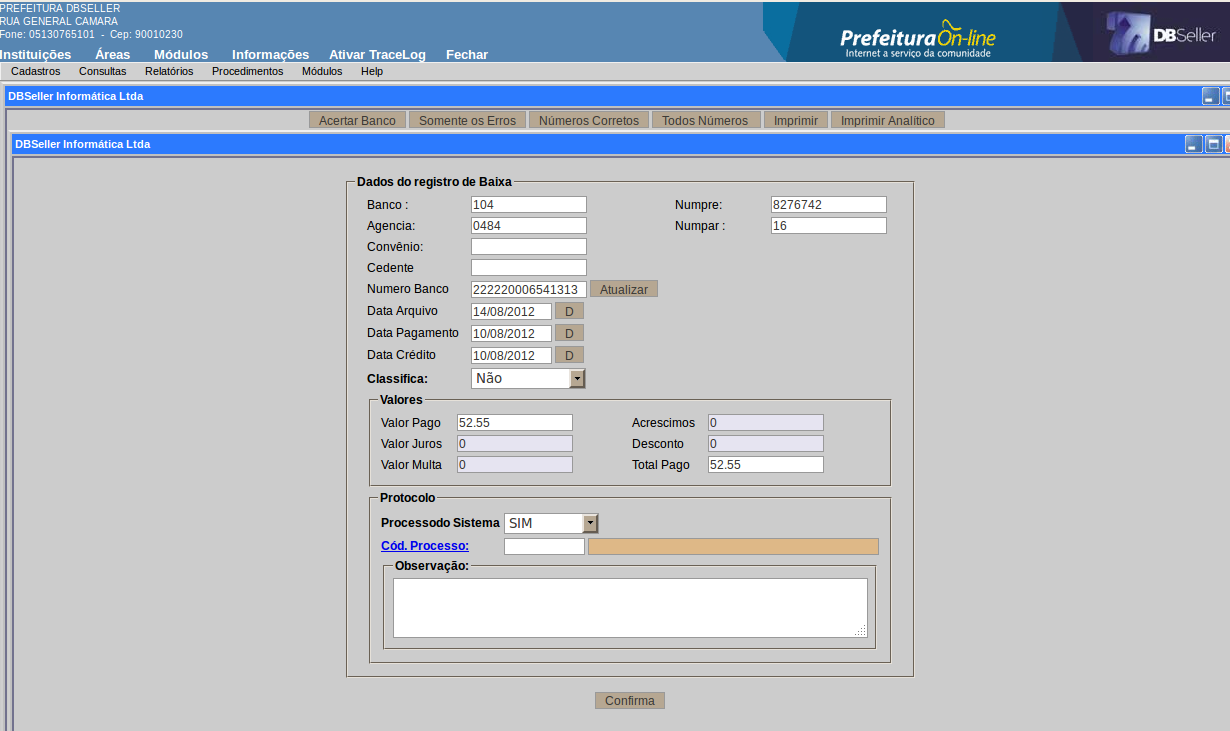 PREFEITURA DBSELLER
RUA GENERAL CAMARA
Fone: 05130765101 - Cep: 90010230
PrefeituraOn-line
Internet a serviço da comunidade
DBSeller
Instituições Áreas Módulos Informações Ativar TraceLog Fechar
Cadastros Consultas Relatórios Procedimentos Módulos Help
DBSeller Informática Ltda
Acertar Banco Somente os Erros Números Corretos Todos Números Imprimir Imprimir Analítico
DBSeller Informática Ltda
Dados do registro de Baixa
Banco : 104 Numpre: 8276742
Agencia: 0484 Numpar : 16
Convênio:
Cedente
Numero Banco 222220006541313 Atualizar
Data Arquivo 14/08/2012 D
Data Pagamento 10/08/2012 D
Data Crédito 10/08/2012 D
Classifica: Não
Valores
Valor Pago 52.55 Acrescimos 0
Valor Juros 0 Desconto 0
Valor Multa 0 Total Pago 52.55
Protocolo
Processodo Sistema SIM
Cód. Processo:
Observação:
Confirma